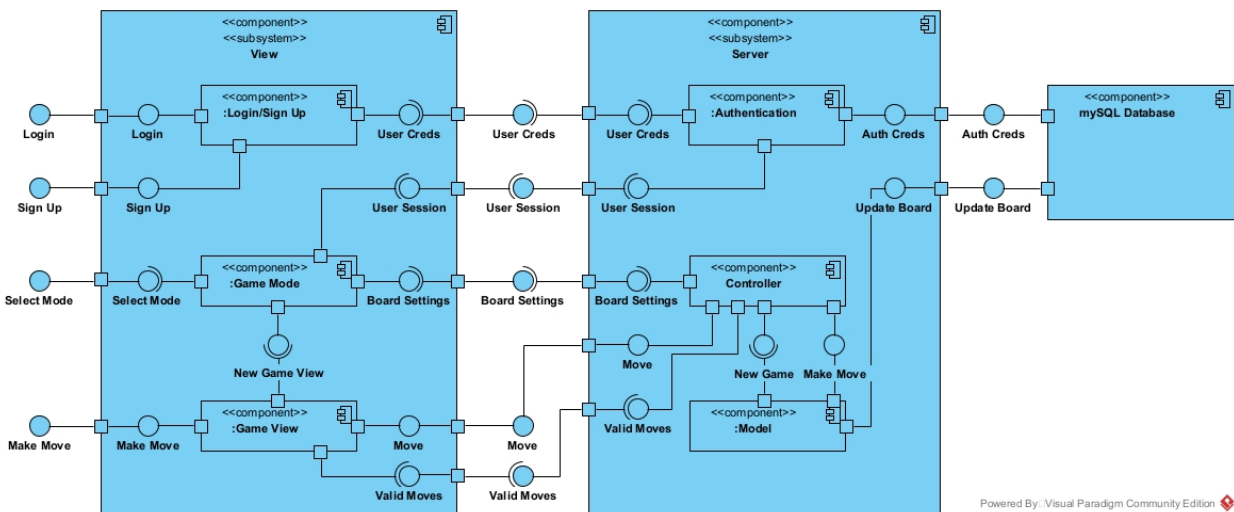 <<component>>
<<subsystem>>
View
<<component>>
<<subsystem>>
Server
<<component>>
:Login/Sign Up
<<component>>
:Authentication
<<component>>
mySQL Database
Login
Login
User Creds
User Creds
User Creds
Auth Creds
Auth Creds
Sign Up
Sign Up
User Session
User Session
User Session
Update Board
Update Board
<<component>>
:Game Mode
<<component>>
Controller
Select Mode
Select Mode
Board Settings
Board Settings
Board Settings
New Game View
Move
New Game
Make Move
<<component>>
:Game View
<<component>>
:Model
Make Move
Make Move
Move
Move
Valid Moves
Valid Moves
Valid Moves
Powered By Visual Paradigm Community Edition